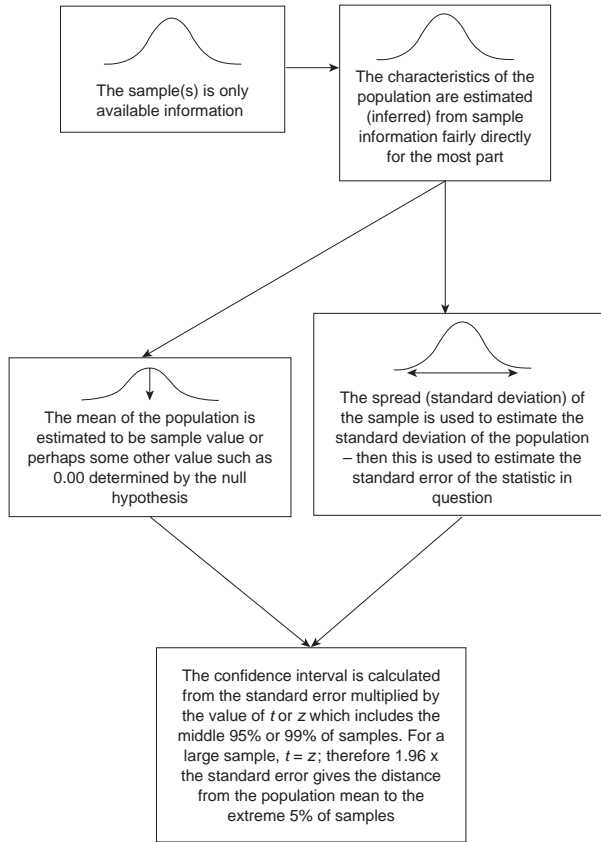 The sample(s) is only
available information
The characteristics of the
population are estimated
(inferred) from sample
information fairly directly
for the most part
The mean of the population is
estimated to be sample value or
perhaps some other value such as
0.00 determined by the null
hypothesis
The spread (standard deviation) of
the sample is used to estimate the
standard deviation of the population
– then this is used to estimate the
standard error of the statistic in
question
The confidence interval is calculated
from the standard error multiplied by
the value of t or z which includes the
middle 95% or 99% of samples. For a
large sample, t = z; therefore 1.96 x
the standard error gives the distance
from the population mean to the
extreme 5% of samples